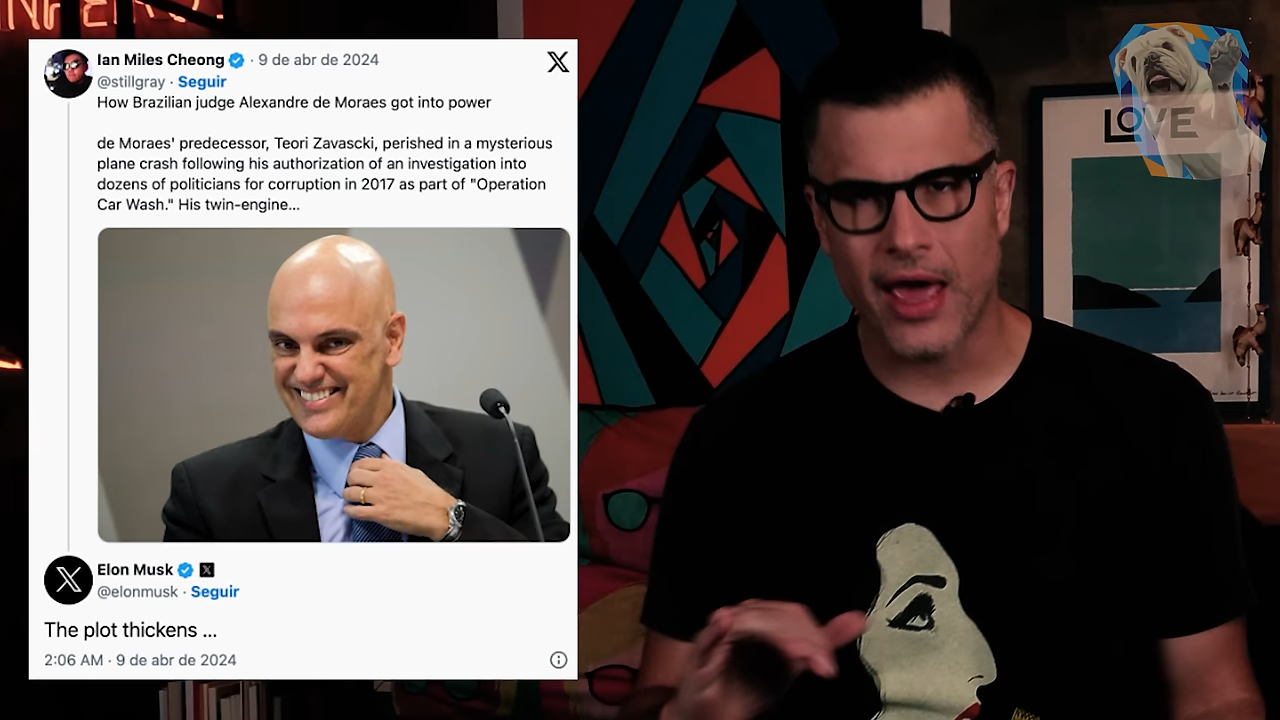 INFERNO
Ian Miles Cheong · 9 de abr de 2024
@stillgray · Seguir
How Brazilian judge Alexandre de Moraes got into power
de Moraes' predecessor, Teori Zavascki, perished in a mysterious
plane crash following his authorization of an investigation into
dozens of politicians for corruption in 2017 as part of "Operation
Car Wash." His twin-engine...
Elon Musk
@elonmusk · Seguir
The plot thickens ...
2:06 AM · 9 de abr de 2024
LOVE